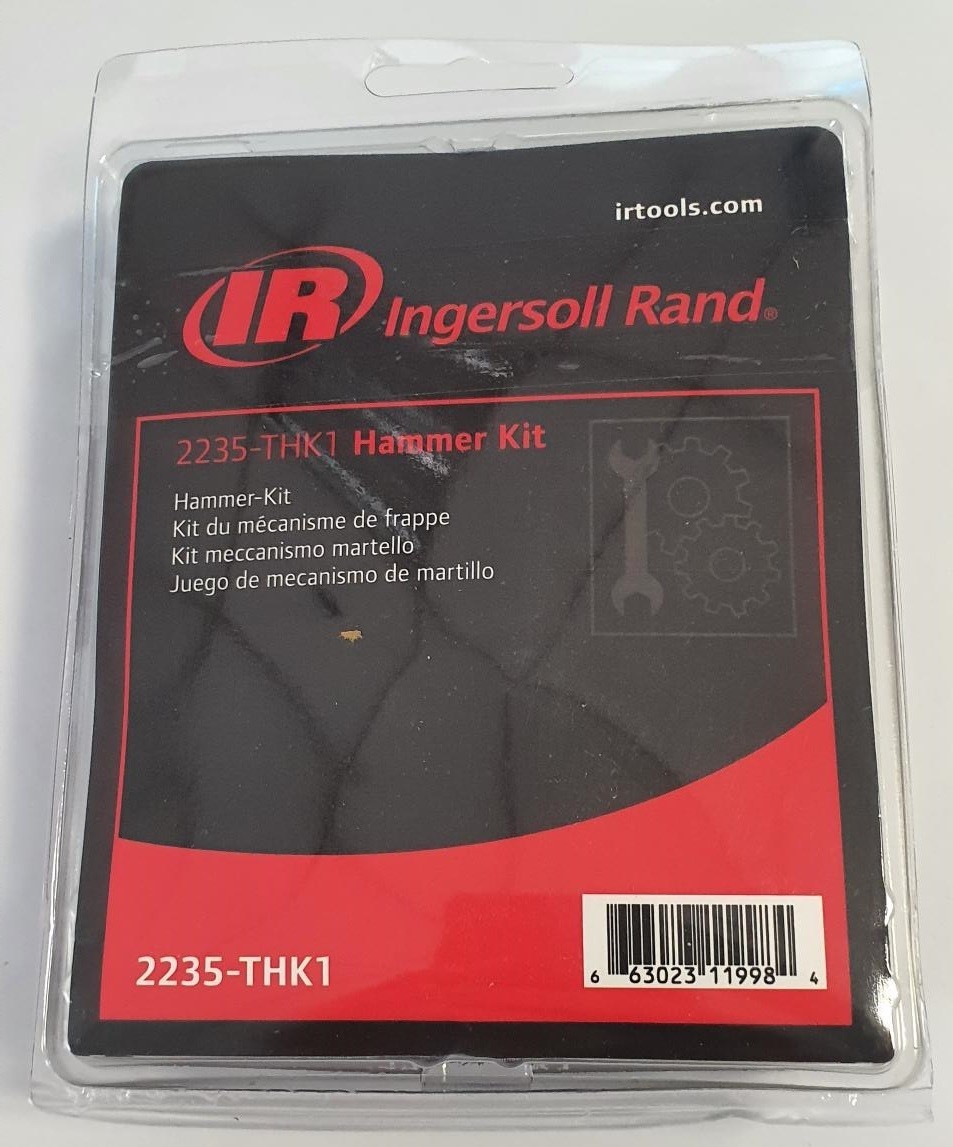 irtools.com
IR Ingersoll Rand®
2235-THK1 Hammer Kit
Hammer-Kit
Kit du mécanisme de frappe
Kit meccanismo martello
Juego de mecanismo de martillo
2235-THK1
6 63023 11998 4